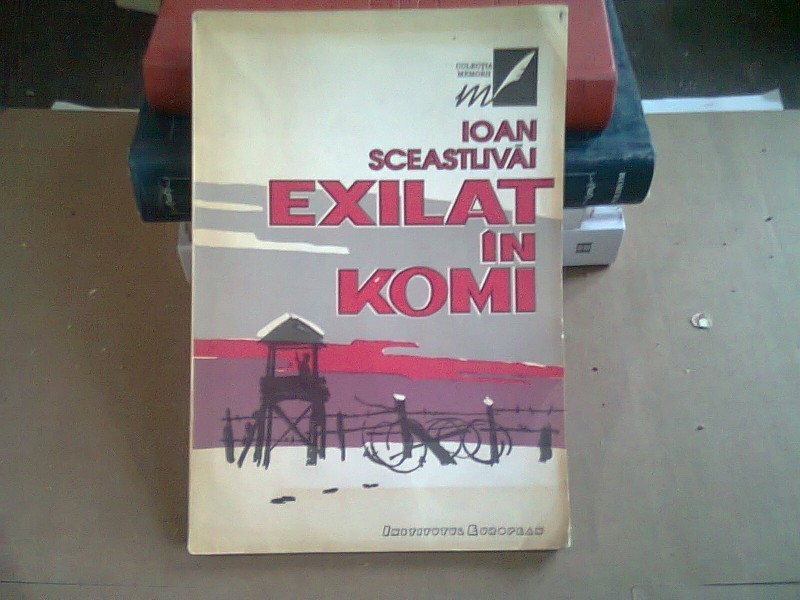 COLECȚIA
MEMORII
m
IOAN
SCEASTLIVĂI
EXILAT
ÎN
KOMI
INSTITUTUL EUROPEAN